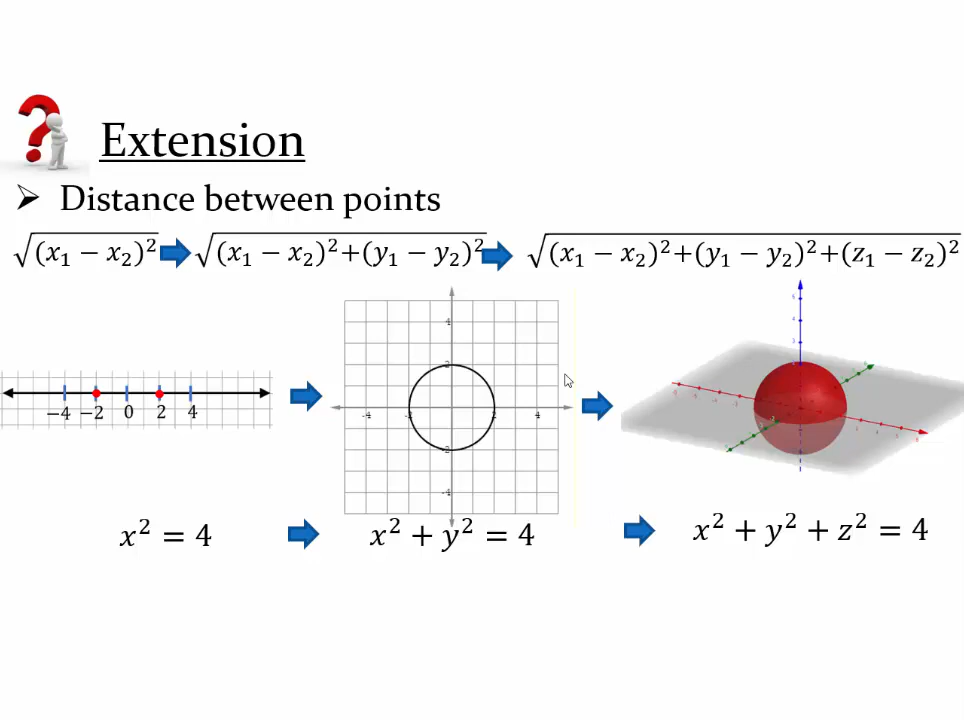 Extension
➢ Distance between points
√(x₁ − x₂)² √(x₁ − x₂)²+(y₁ − y₂)² √(x₁ − x₂)²+(y₁ − y₂)²+(z₁ − z₂)²
−4 −2 0 2 4
4
2
-4 -2 2 4
-2
-4
x² = 4 x² + y² = 4 x² + y² + z² = 4